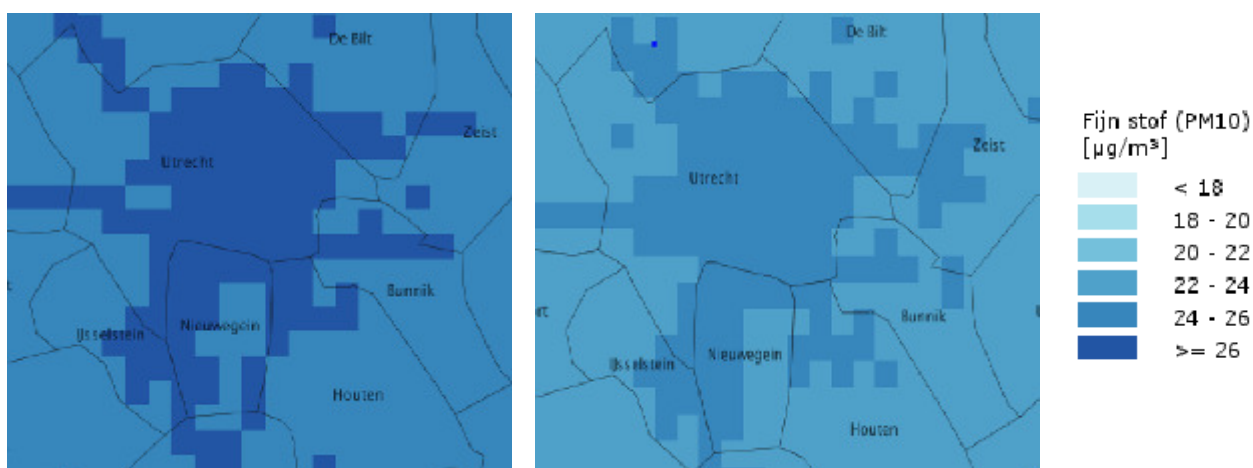 De Bilt
Zeist
Utrecht
Bunnik
Nieuwegein
IJsselstein
Houten
De Bilt
Zeist
Utrecht
Bunnik
Nieuwegein
IJsselstein
Houten
Fijn stof (PM10)
[µg/m³]
< 18
18 - 20
20 - 22
22 - 24
24 - 26
>= 26